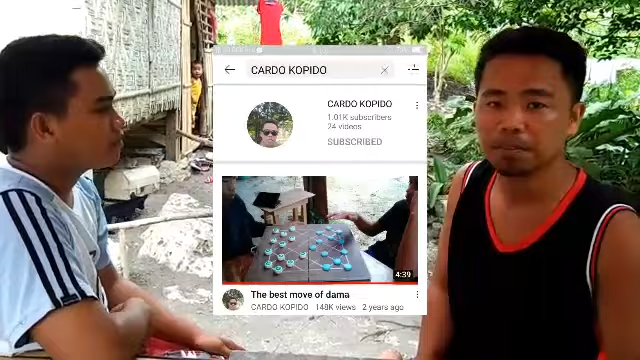 CARDO KOPIDO
CARDO KOPIDO
1.01K subscribers
24 videos
SUBSCRIBED
4:39
The best move of dama
CARDO KOPIDO 148K views 2 years ago